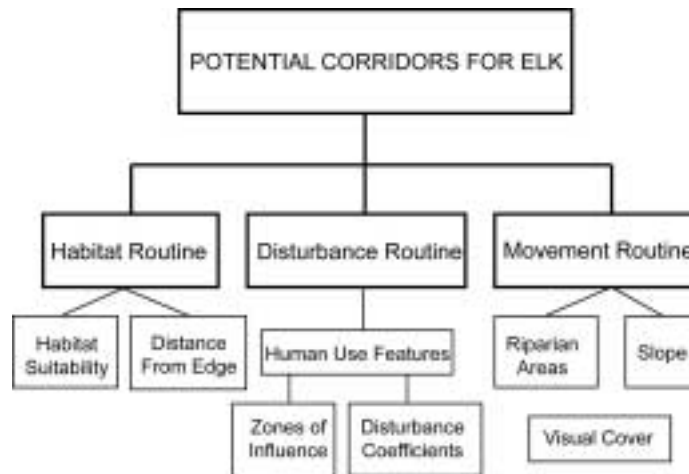 POTENTIAL CORRIDORS FOR ELK
Habitat Routine
Disturbance Routine
Movement Routine
Habitat
Suitability
Distance
From Edge
Human Use Features
Riparian
Areas
Slope
Zones of
Influence
Disturbance
Coefficients
Visual Cover